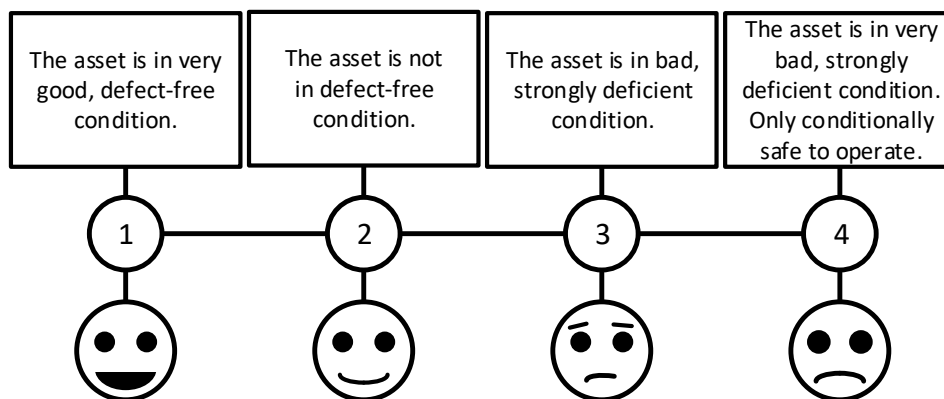 The asset is in very
good, defect-free
condition.
The asset is not
in defect-free
condition.
The asset is in bad,
strongly deficient
condition.
The asset is in very
bad, strongly
deficient condition.
Only conditionally
safe to operate.
1
2
3
4